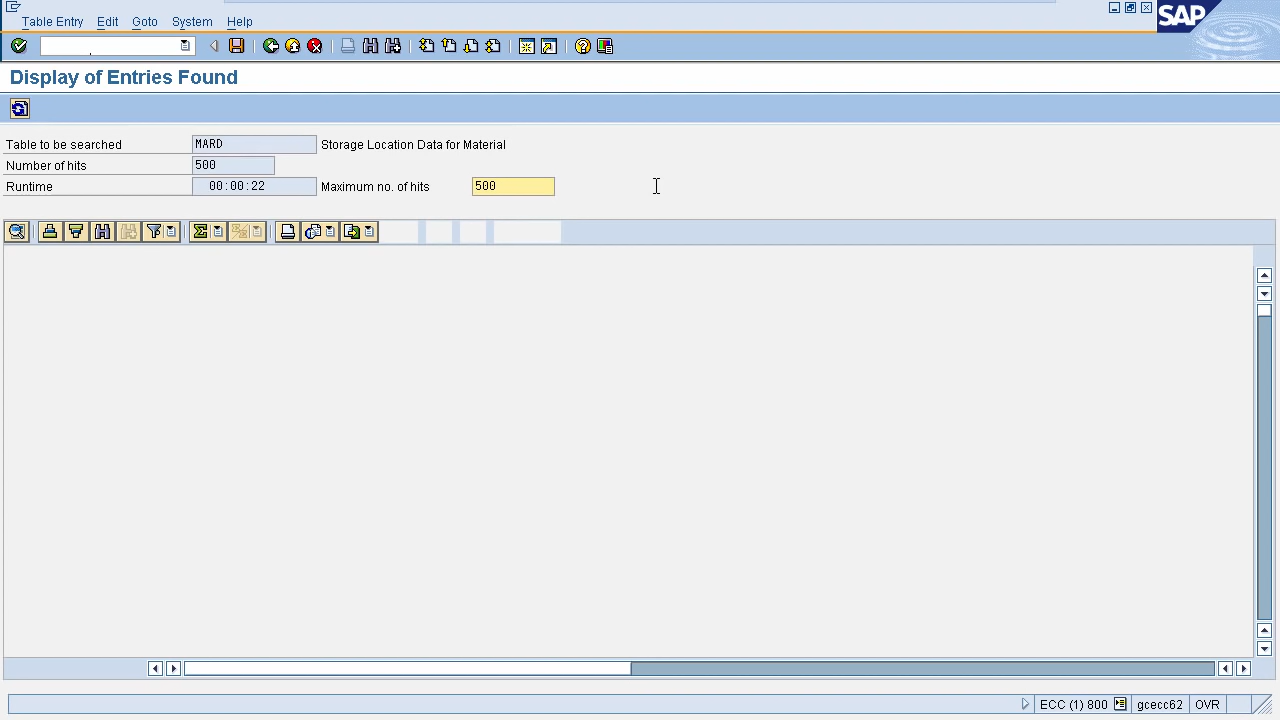 Table Entry Edit Goto System Help
SAP
Display of Entries Found
Table to be searched MARD Storage Location Data for Material
Number of hits 500
Runtime 00:00:22 Maximum no. of hits 500
ECC (1) 800 gcecc62 OVR